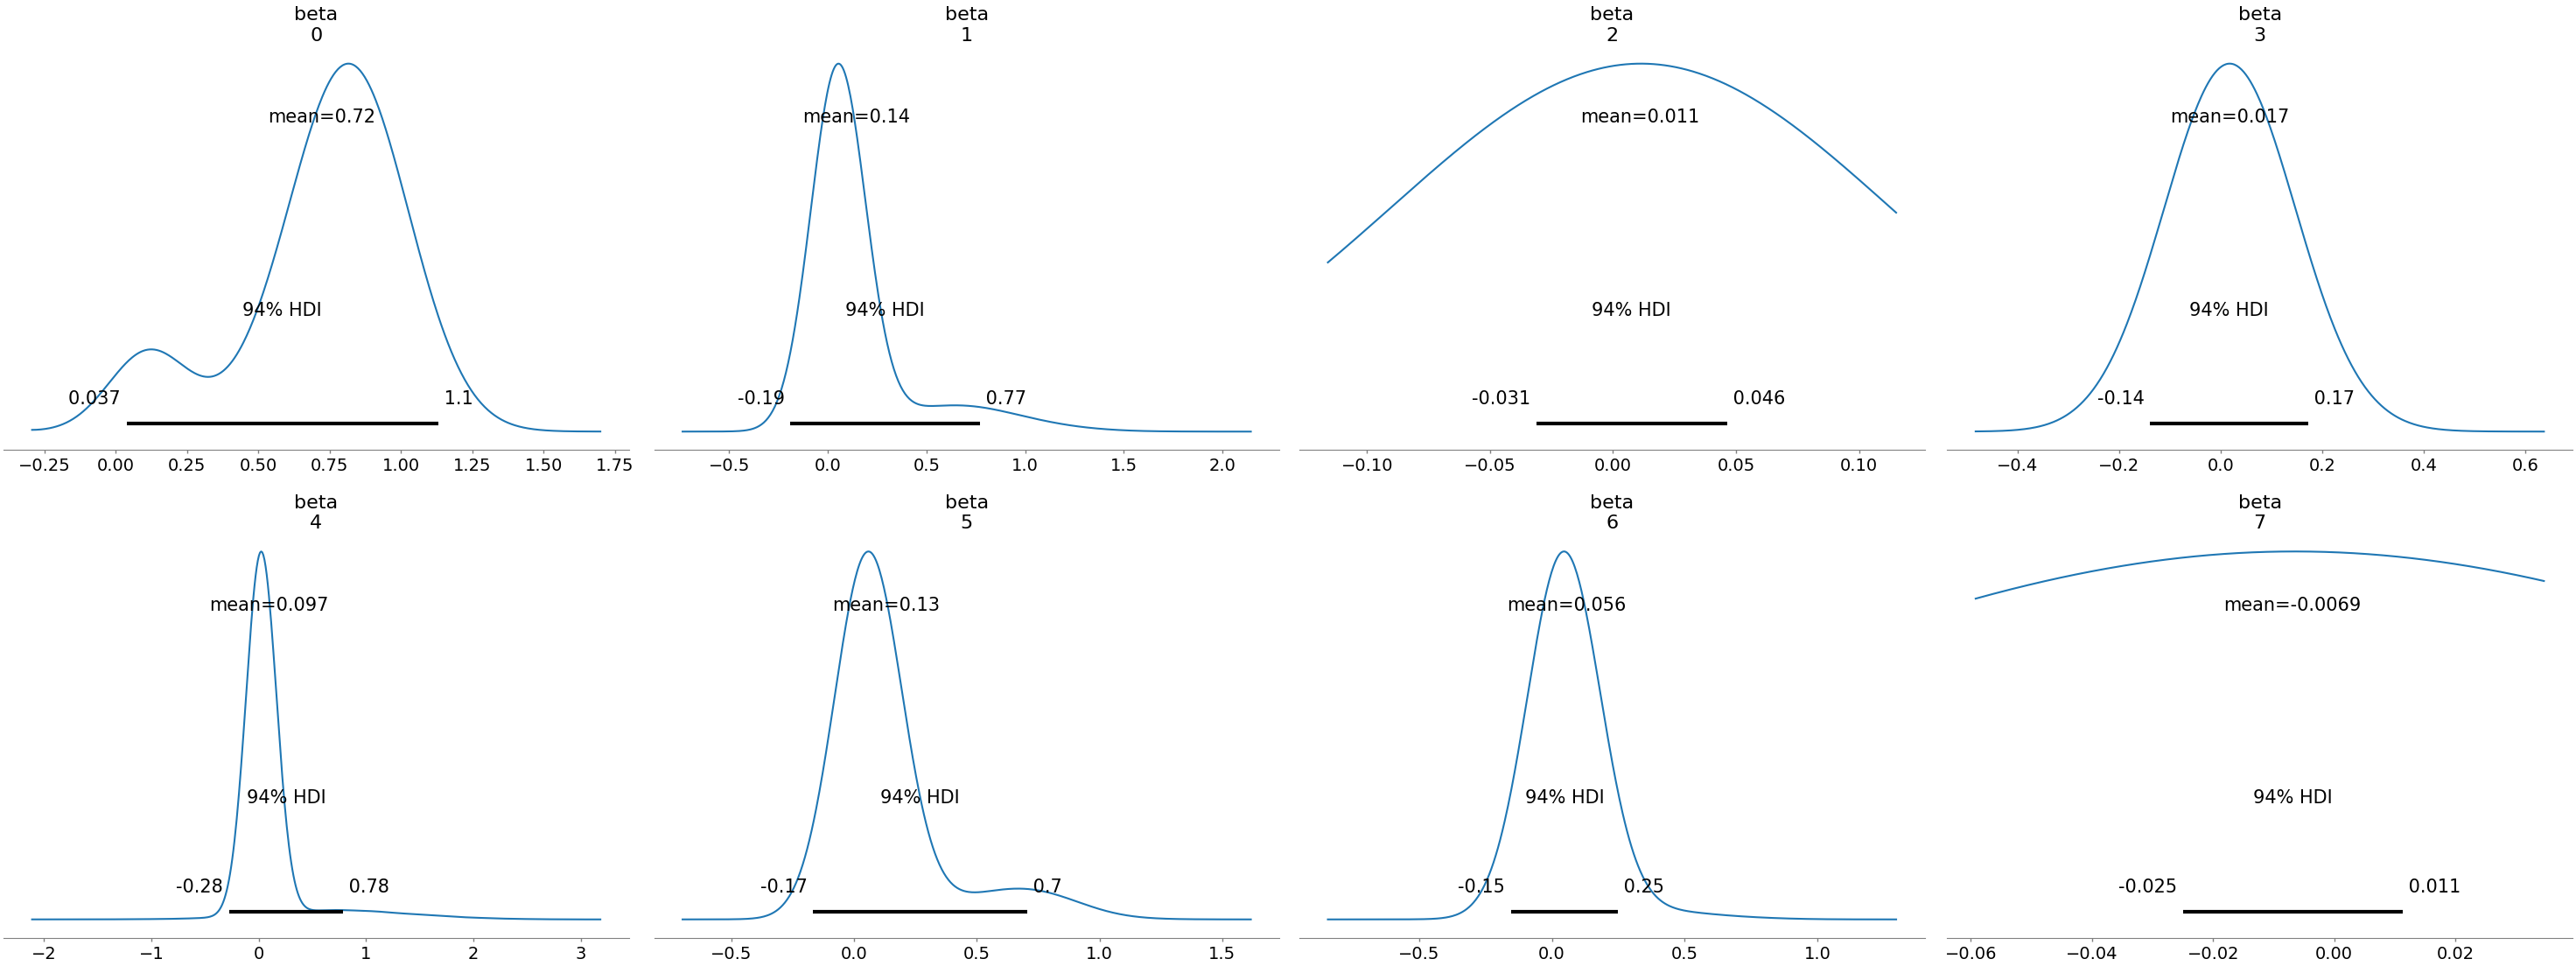 beta
0
mean=0.72
94% HDI
0.037 1.1
−0.25 0.00 0.25 0.50 0.75 1.00 1.25 1.50 1.75
beta
1
mean=0.14
94% HDI
-0.19 0.77
−0.5 0.0 0.5 1.0 1.5 2.0
beta
2
mean=0.011
94% HDI
-0.031 0.046
−0.10 −0.05 0.00 0.05 0.10
beta
3
mean=0.017
94% HDI
-0.14 0.17
−0.4 −0.2 0.0 0.2 0.4 0.6
beta
4
mean=0.097
94% HDI
-0.28 0.78
−2 −1 0 1 2 3
beta
5
mean=0.13
94% HDI
-0.17 0.7
−0.5 0.0 0.5 1.0 1.5
beta
6
mean=0.056
94% HDI
-0.15 0.25
−0.5 0.0 0.5 1.0
beta
7
mean=-0.0069
94% HDI
-0.025 0.011
−0.06 −0.04 −0.02 0.00 0.02